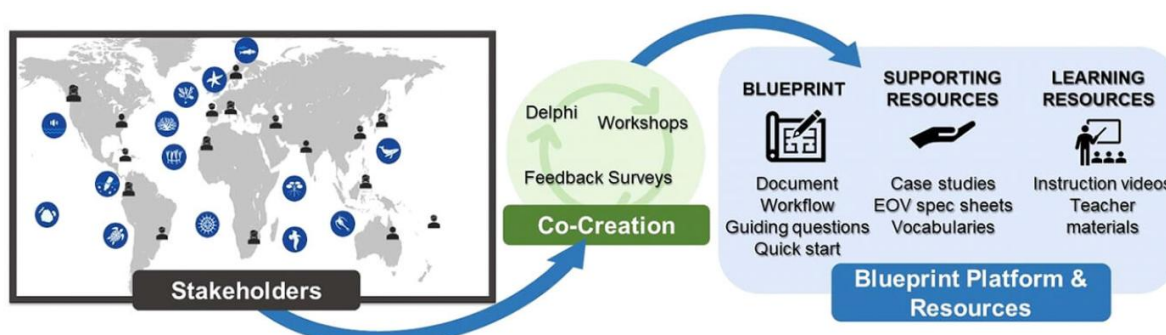 Stakeholders
Delphi
Workshops
Feedback Surveys
Co-Creation
BLUEPRINT
Document
Workflow
Guiding questions
Quick start
SUPPORTING
RESOURCES
Case studies
EOV spec sheets
Vocabularies
LEARNING
RESOURCES
Instruction videos
Teacher
materials
Blueprint Platform &
Resources